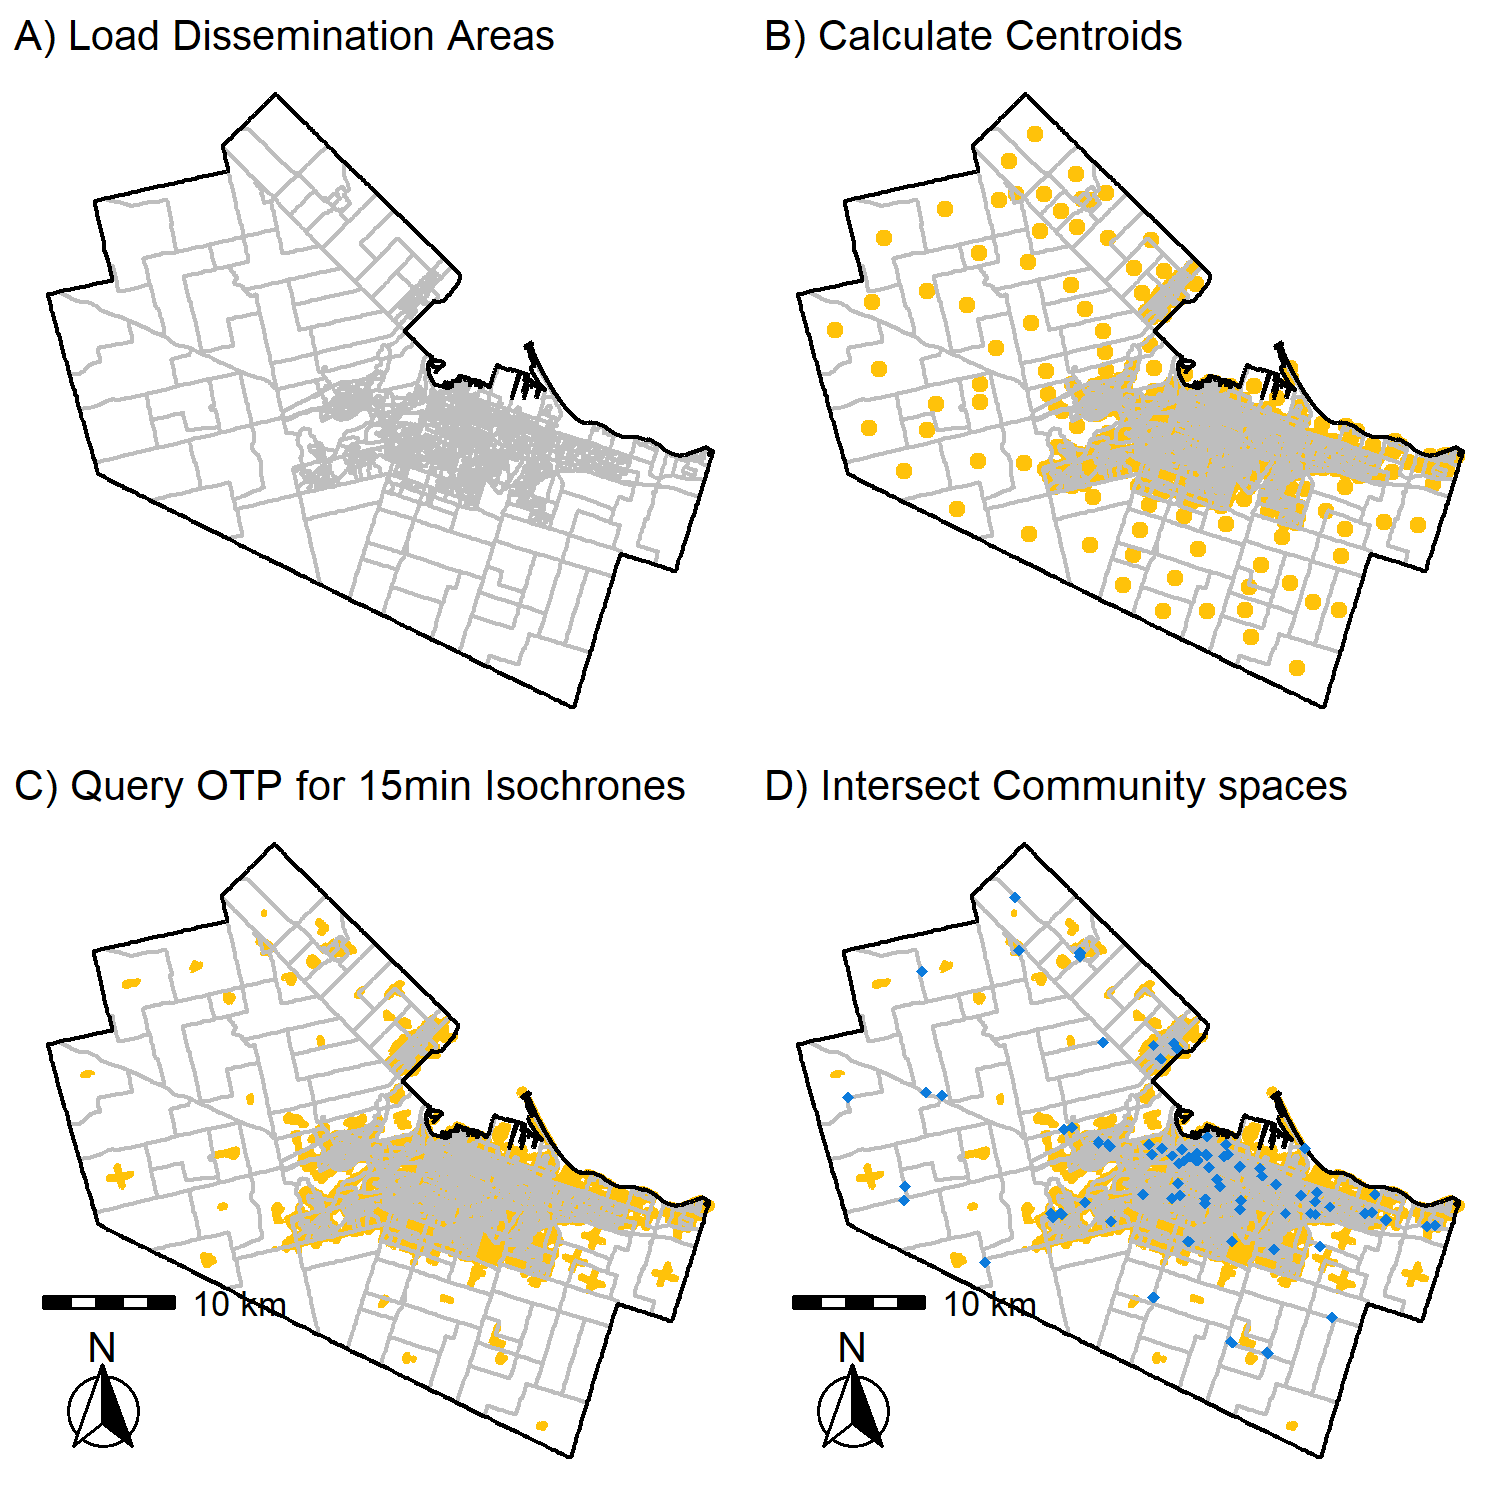 A) Load Dissemination Areas
B) Calculate Centroids
C) Query OTP for 15min Isochrones
D) Intersect Community spaces
10 km
N
10 km
N